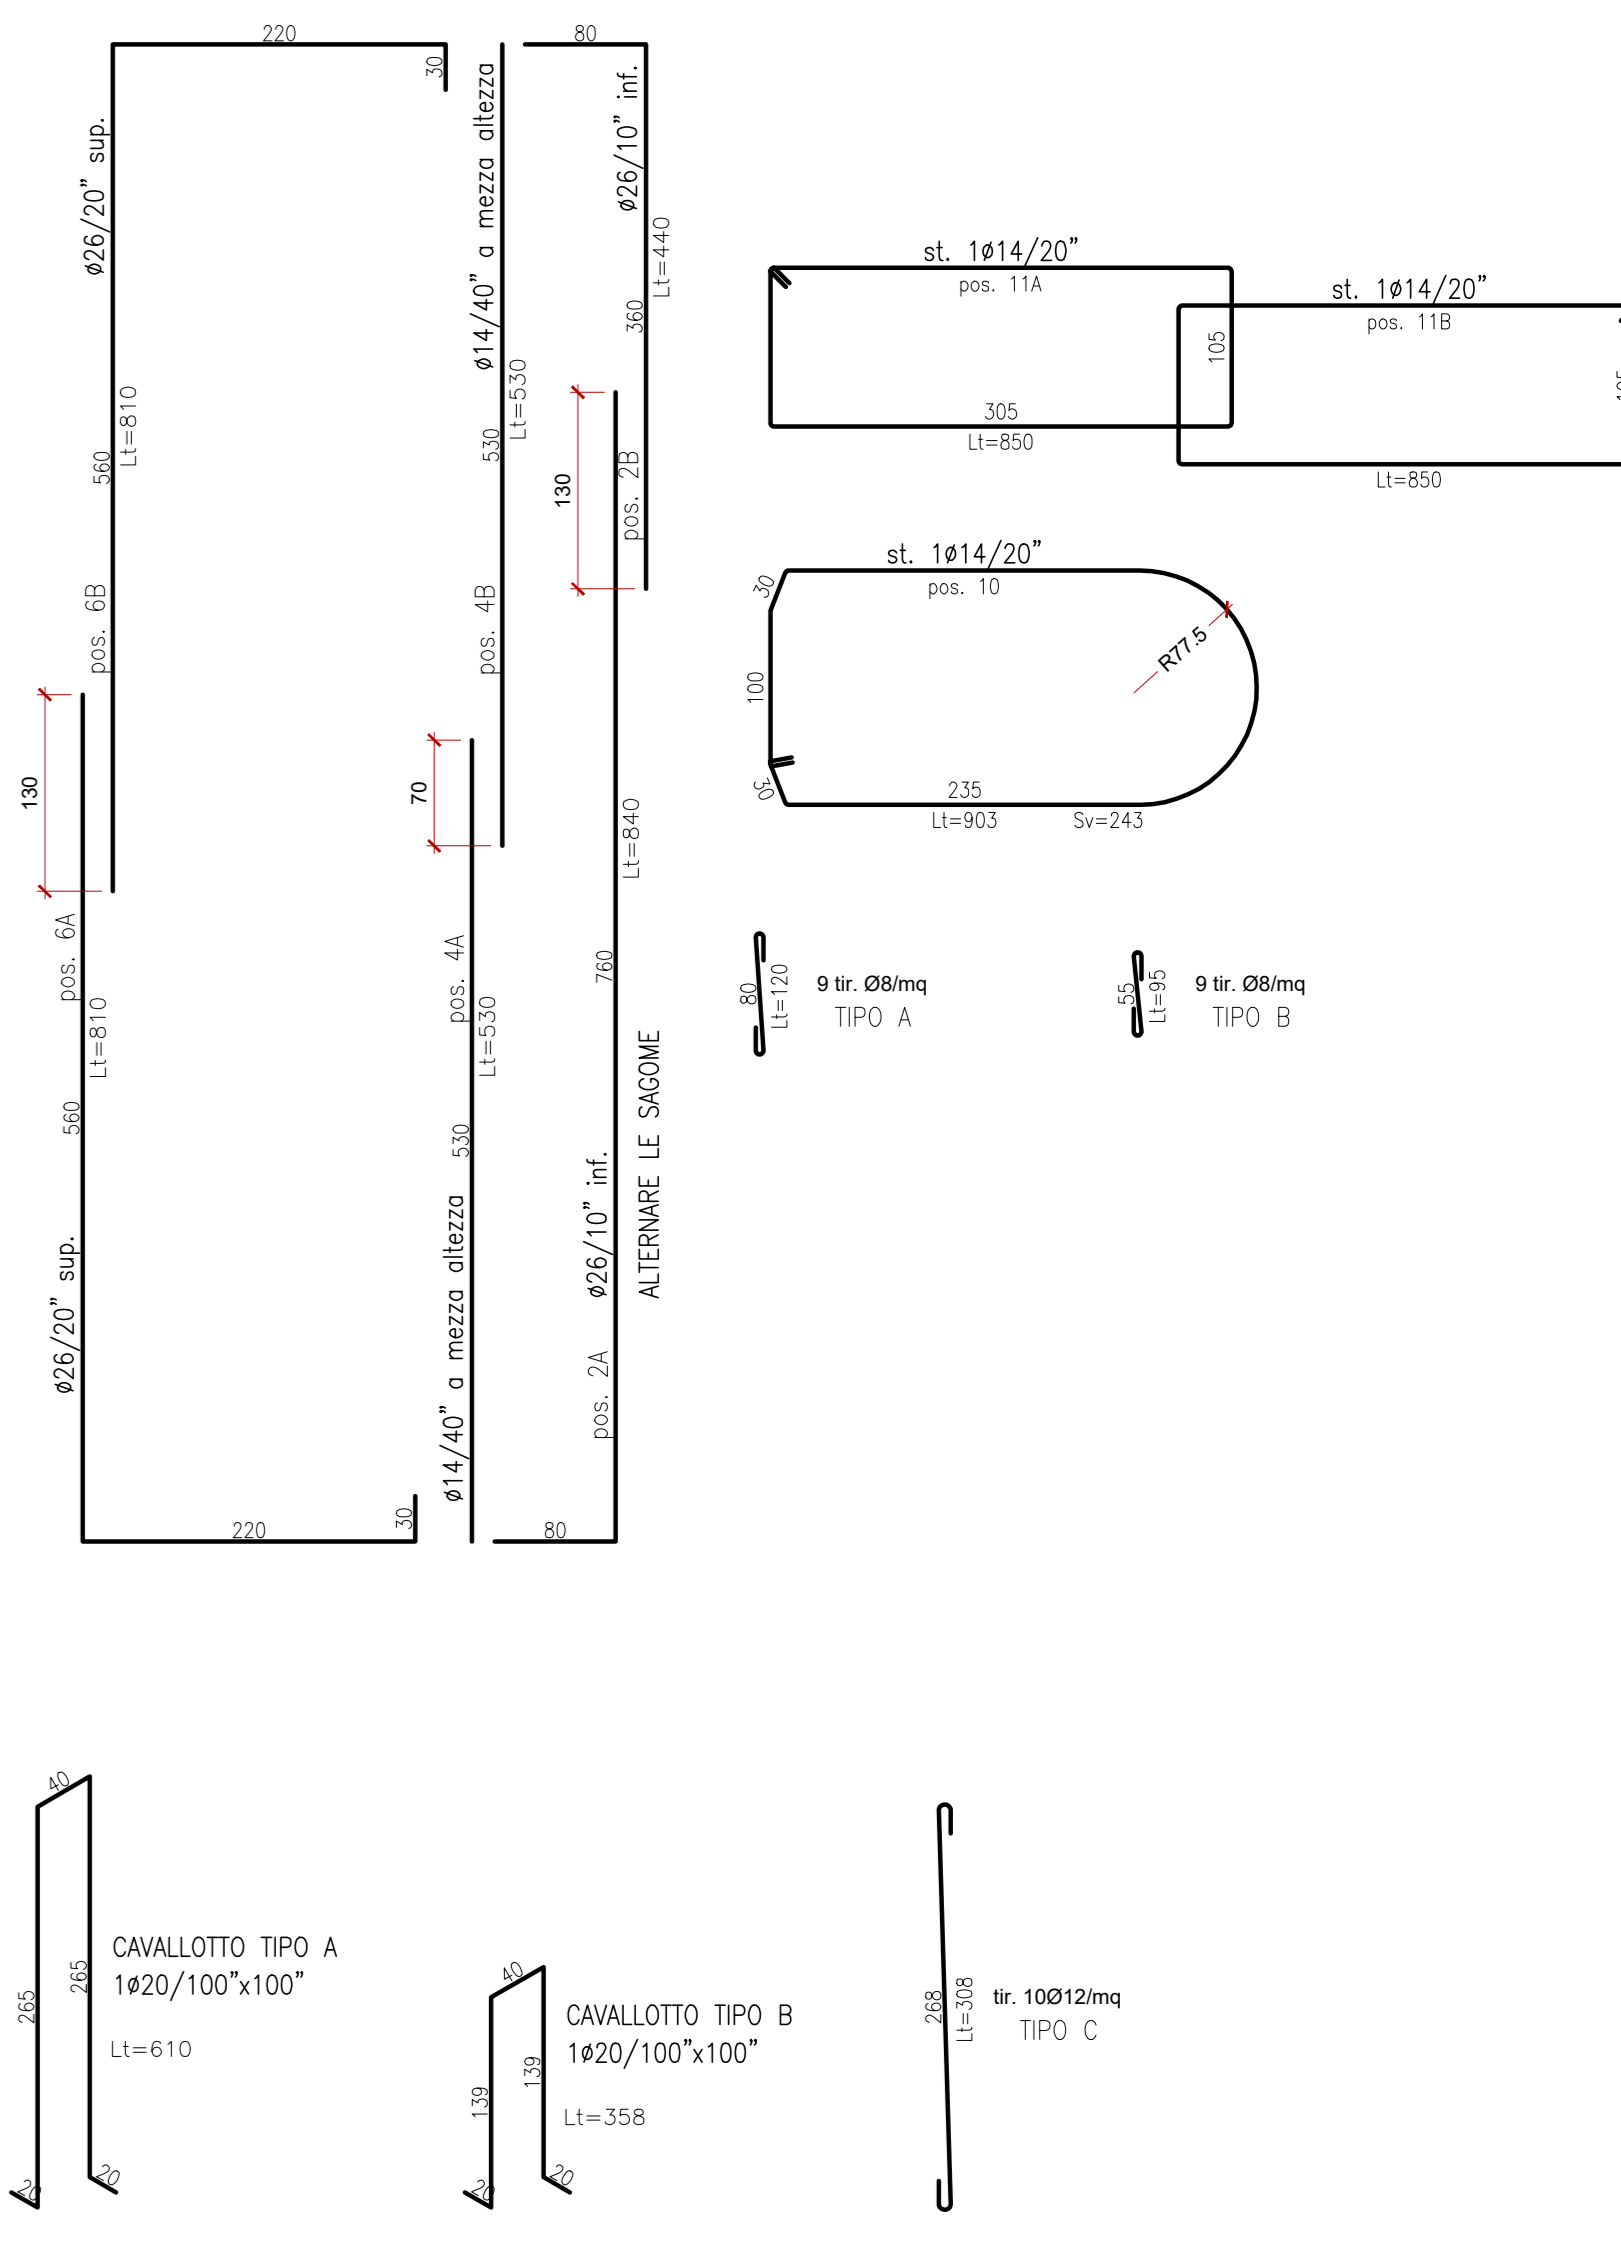 220
30
ø26/20” sup.
560
Lt=810
pos. 6B
130
pos. 6A
Lt=810
560
ø26/20” sup.
220
30
ø14/40” a mezza altezza
530
Lt=530
pos. 4B
70
pos. 4A
Lt=530
530
ø14/40” a mezza altezza
80
ø26/10” inf.
360
Lt=440
130
pos. 2B
Lt=840
760
ø26/10” inf.
pos. 2A
80
ALTERNARE LE SAGOME
st. 1ø14/20”
pos. 11A
105
305
Lt=850
st. 1ø14/20”
pos. 11B
Lt=850
st. 1ø14/20”
pos. 10
30
100
30
R77.5
235
Lt=903
Sv=243
80
Lt=120
9 tir. Ø8/mq
TIPO A
55
Lt=95
9 tir. Ø8/mq
TIPO B
40
265
265
20
20
CAVALLOTTO TIPO A
1ø20/100”x100”
Lt=610
40
139
139
20
20
CAVALLOTTO TIPO B
1ø20/100”x100”
Lt=358
268
Lt=308
tir. 10Ø12/mq
TIPO C